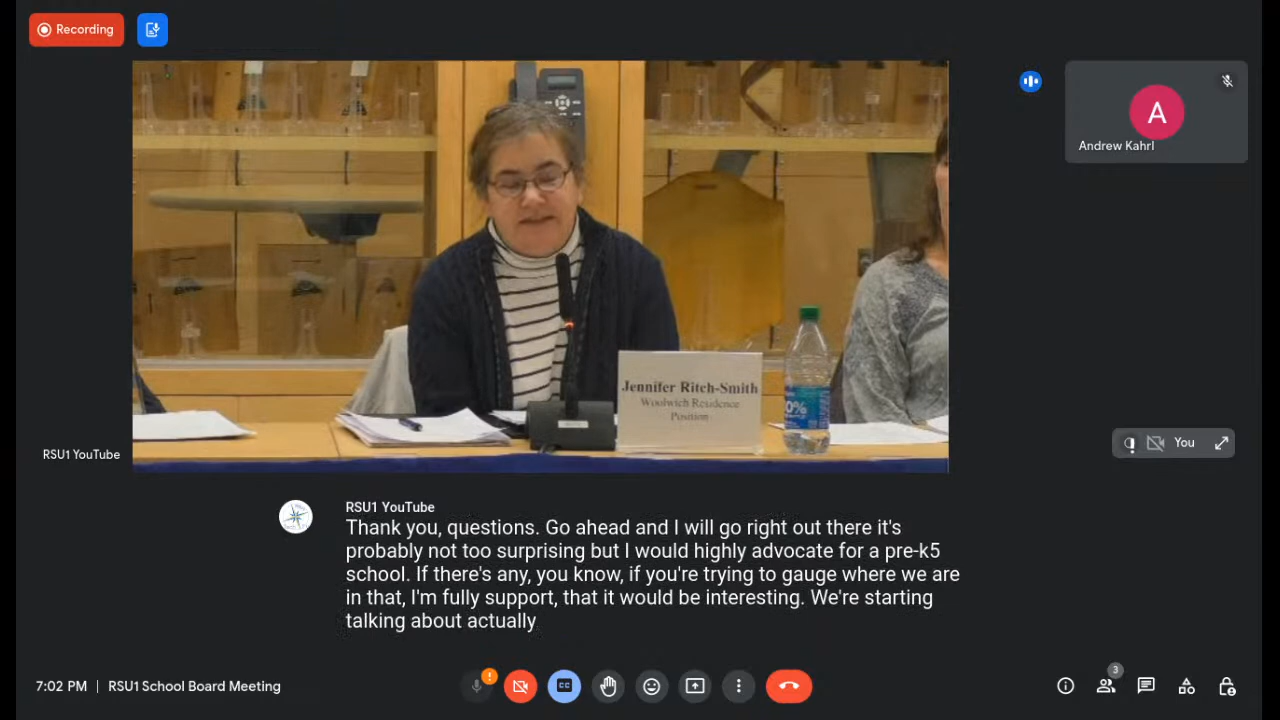 Recording
A
Andrew Kahrl
Jennifer Ritch-Smith
Woolwich Residence
Position
0%
RSU1 YouTube
You
RSU1 YouTube
Thank you, questions. Go ahead and I will go right out there it's
probably not too surprising but I would highly advocate for a pre-k5
school. If there's any, you know, if you're trying to gauge where we are
in that, I'm fully support, that it would be interesting. We're starting
talking about actually
3
7:02 PM | RSU1 School Board Meeting
CC